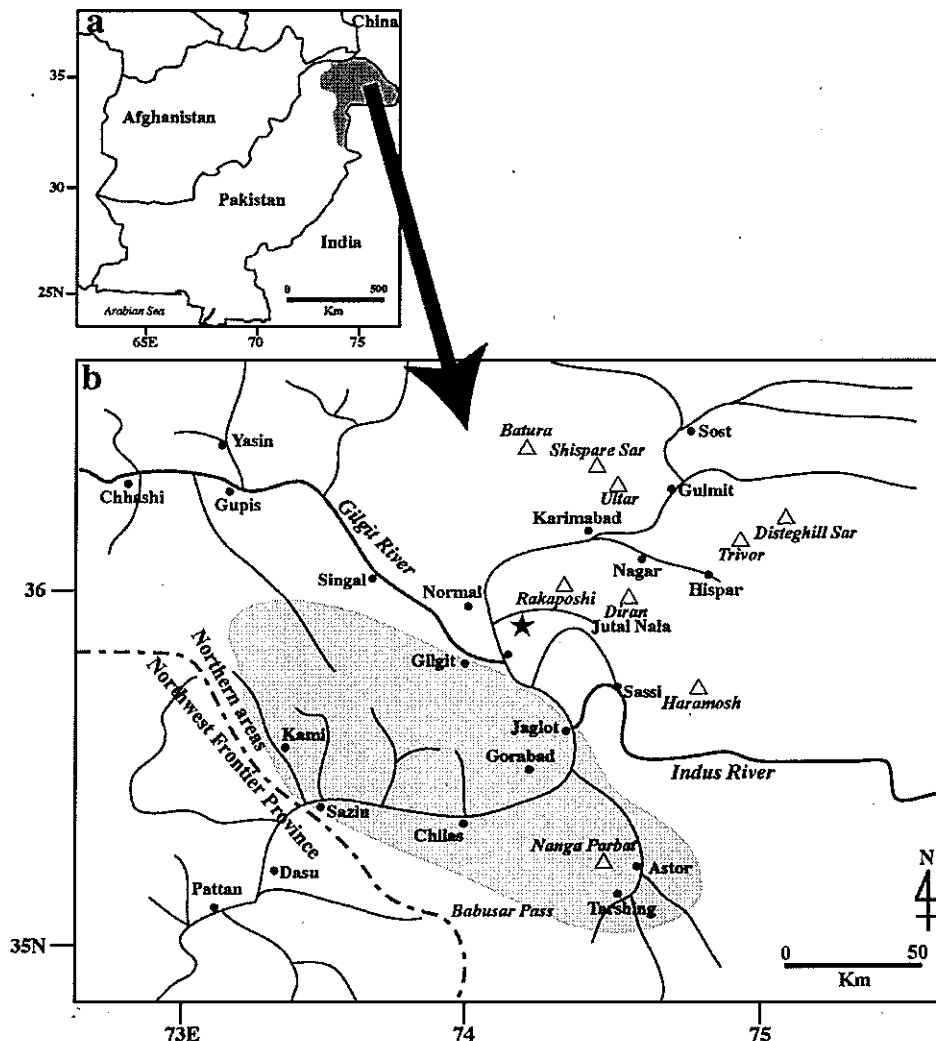 a
China
35
Afghanistan
30
Pakistan
India
25N
0 500
Km
Arabian Sea
65E 70 75
b
Yasin
Chhashi
Gupis
Gilgit River
Batura
Shispare Sar
Ultar
Sost
Gulmit
Karimabad
Disteghill Sar
Trivor
Nagar
Hispar
Singal
Normal
36
Rakaposhi
Diran
Jutal Nala
Gilgit
Sassi
Haramosh
Northern areas
Northwest Frontier Province
Kami
Jaglot
Gorabad
Indus River
Sazin
Chilas
Nanga Parbat
Astor
Dasu
Pattan
Tarshing
Babusar Pass
N
35N
0 50
Km
73E 74 75